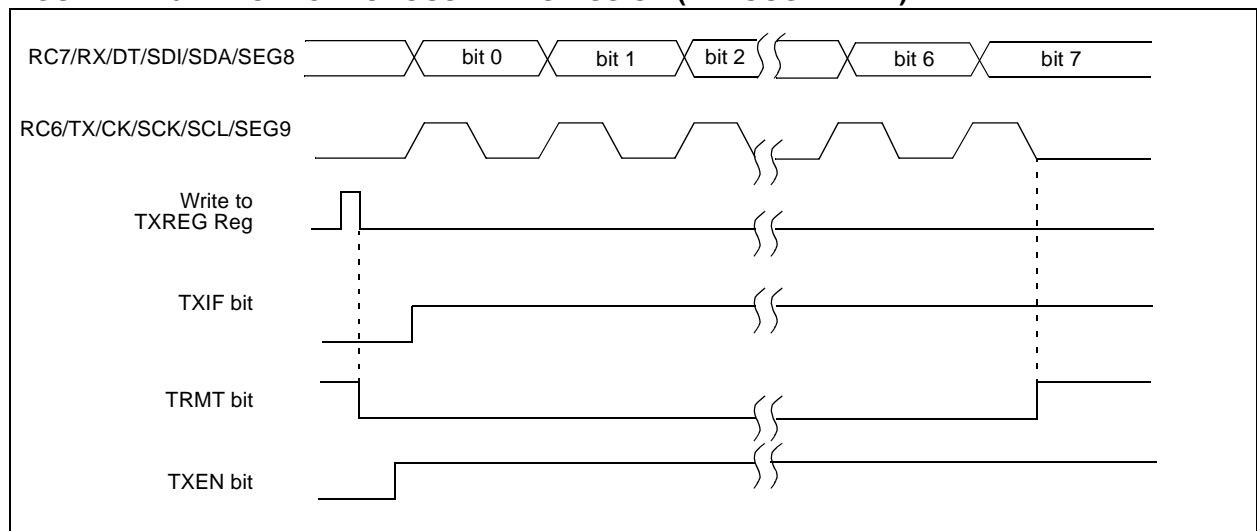 RC7/RX/DT/SDI/SDA/SEG8
bit 0
bit 1
bit 2
bit 6
bit 7
RC6/TX/CK/SCK/SCL/SEG9
Write to
TXREG Reg
TXIF bit
TRMT bit
TXEN bit